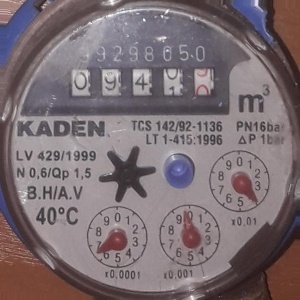 99298050
0 9 4
m³
KADEN TCS 142/92-1136 PN16bar
LV 429/1999 LT 1-415:1996 ΔP 1bar
N 0,6/Qp 1,5
B.H/A.V
40°C
x0,01
x0,0001 x0,001